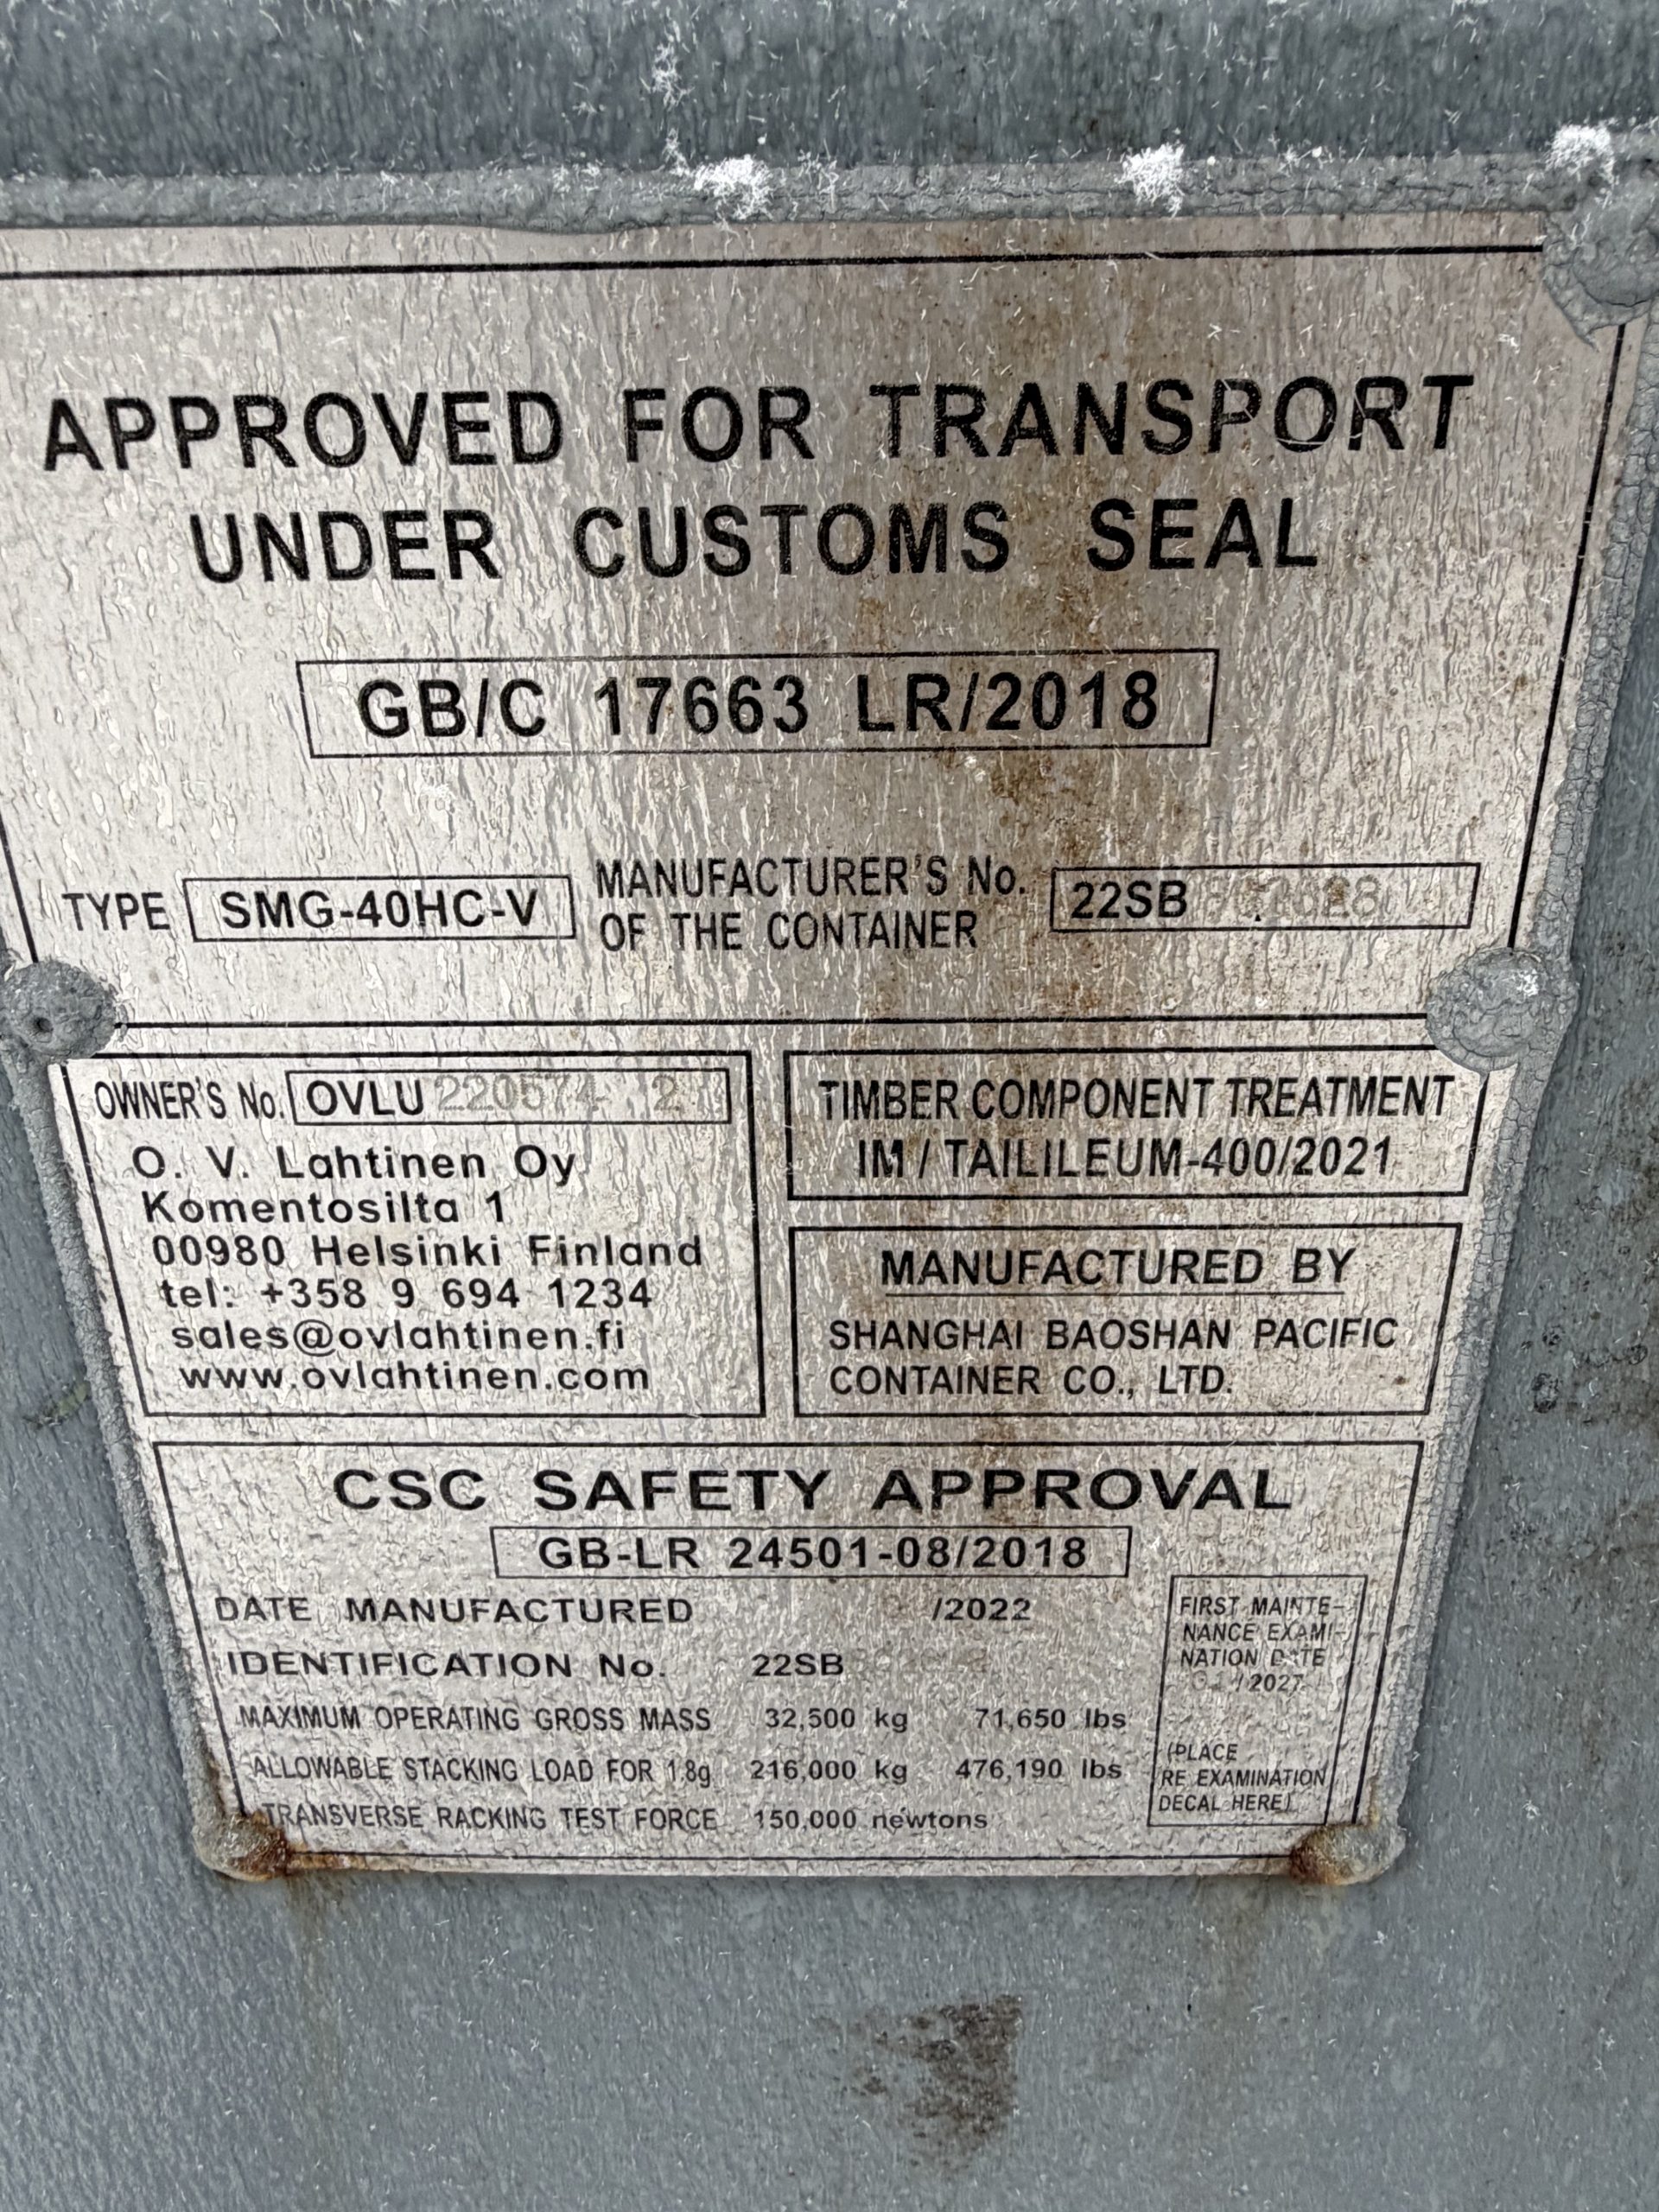 APPROVED FOR TRANSPORT
UNDER CUSTOMS SEAL
GB/C 17663 LR/2018
TYPE SMG-40HC-V
MANUFACTURER'S No.
OF THE CONTAINER
22SB
OWNER'S No. OVLU 220574 2
O. V. Lahtinen Oy
Komentosilta 1
00980 Helsinki Finland
tel: +358 9 694 1234
sales@ovlahtinen.fi
www.ovlahtinen.com
TIMBER COMPONENT TREATMENT
IM / TAILILEUM-400/2021
MANUFACTURED BY
SHANGHAI BAOSHAN PACIFIC
CONTAINER CO., LTD.
CSC SAFETY APPROVAL
GB-LR 24501-08/2018
DATE MANUFACTURED /2022
IDENTIFICATION No. 22SB
MAXIMUM OPERATING GROSS MASS 32,500 kg 71,650 lbs
ALLOWABLE STACKING LOAD FOR 1.8g 216,000 kg 476,190 lbs
TRANSVERSE RACKING TEST FORCE 150,000 newtons
FIRST MAINTE-
NANCE EXAMI-
NATION DATE
/2027
(PLACE
RE EXAMINATION
DECAL HERE)